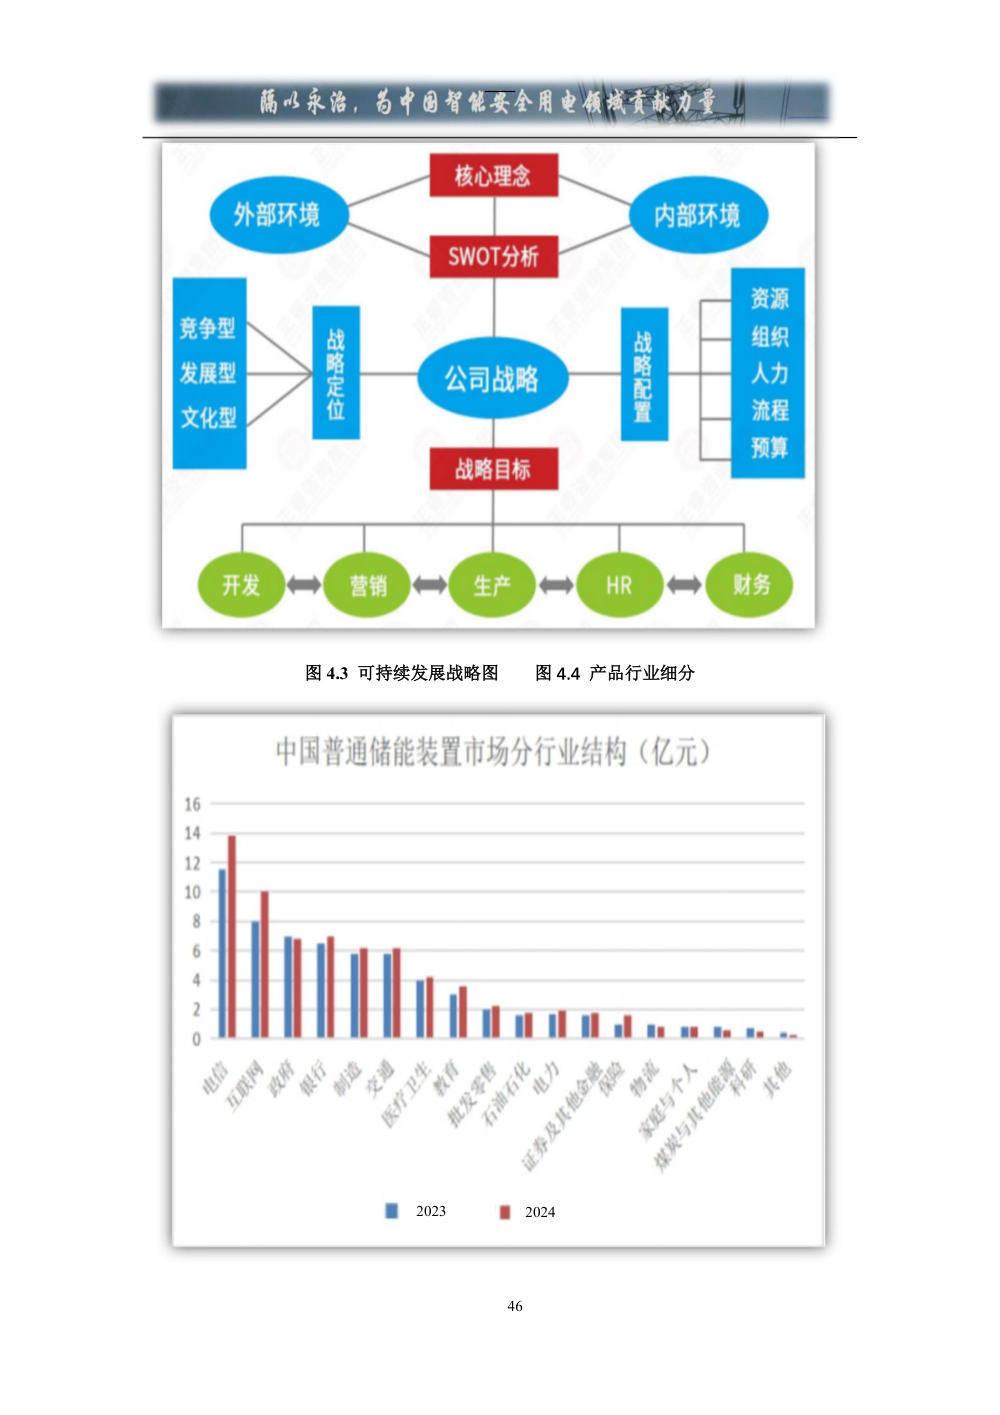 隔以永治，为中国智能安全用电领域贡献力量
核心理念
外部环境
内部环境
SWOT分析
竞争型
发展型
文化型
战略定位
公司战略
战略配置
资源
组织
人力
流程
预算
战略目标
开发
营销
生产
HR
财务
图 4.3 可持续发展战略图 图 4.4 产品行业细分
中国普通储能装置市场分行业结构（亿元）
16
14
12
10
8
6
4
2
0
电信
互联网
政府
银行
制造
交通
医疗卫生
教育
批发零售
石油石化
电力
证券及其他金融
保险
物流
家庭与个人
煤炭与其他能源
科研
其他
2023
2024
46